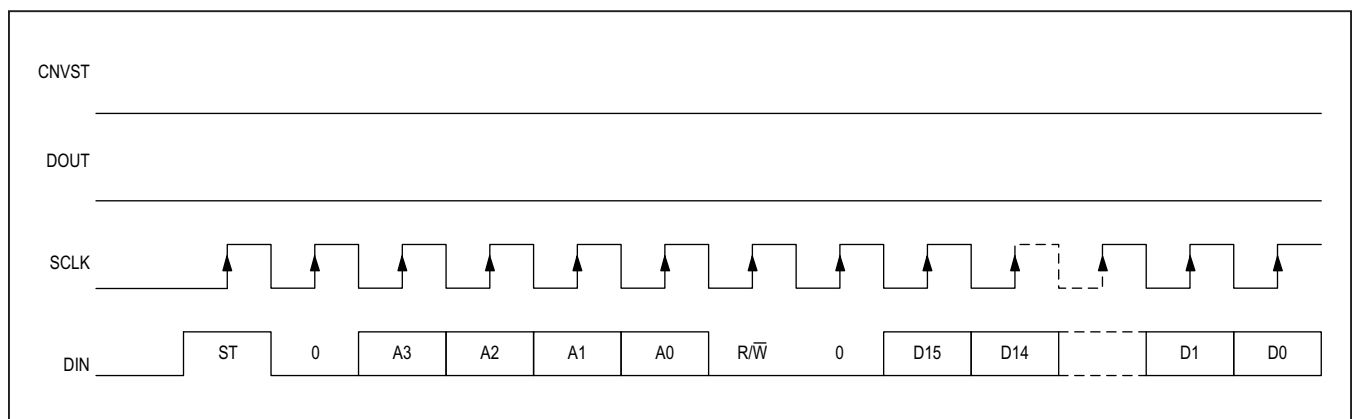 CNVST
DOUT
SCLK
DIN ST 0 A3 A2 A1 A0 R/W̅ 0 D15 D14 D1 D0